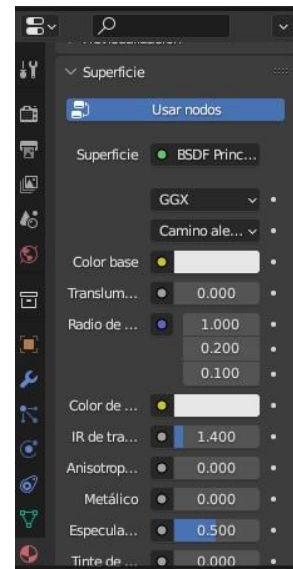 Superficie
Usar nodos
Superficie BSDF Princ...
GGX
Camino ale...
Color base
Translum... 0.000
Radio de ... 1.000
0.200
0.100
Color de ...
IR de tra... 1.400
Anisotrop... 0.000
Metálico 0.000
Especula... 0.500
Tinte de ... 0.000